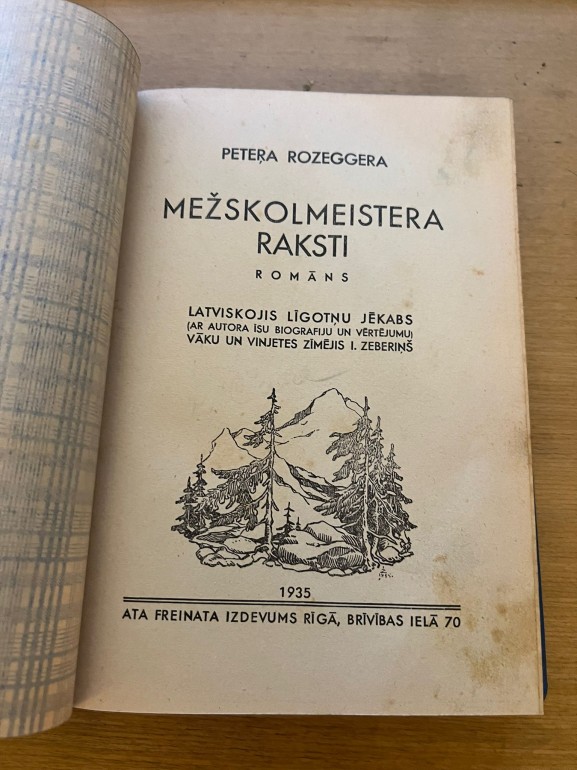 PETEŖA ROZEGGERA
MEŽSKOLMEISTERA
RAKSTI
ROMĀNS
LATVISKOJIS LĪGOTŅU JĒKABS
(AR AUTORA ĪSU BIOGRAFIJU UN VĒRTĒJUMU)
VĀKU UN VINJETES ZĪMĒJIS I. ZEBERIŅŠ
1935
ATA FREINATA IZDEVUMS RĪGĀ, BRĪVĪBAS IELĀ 70